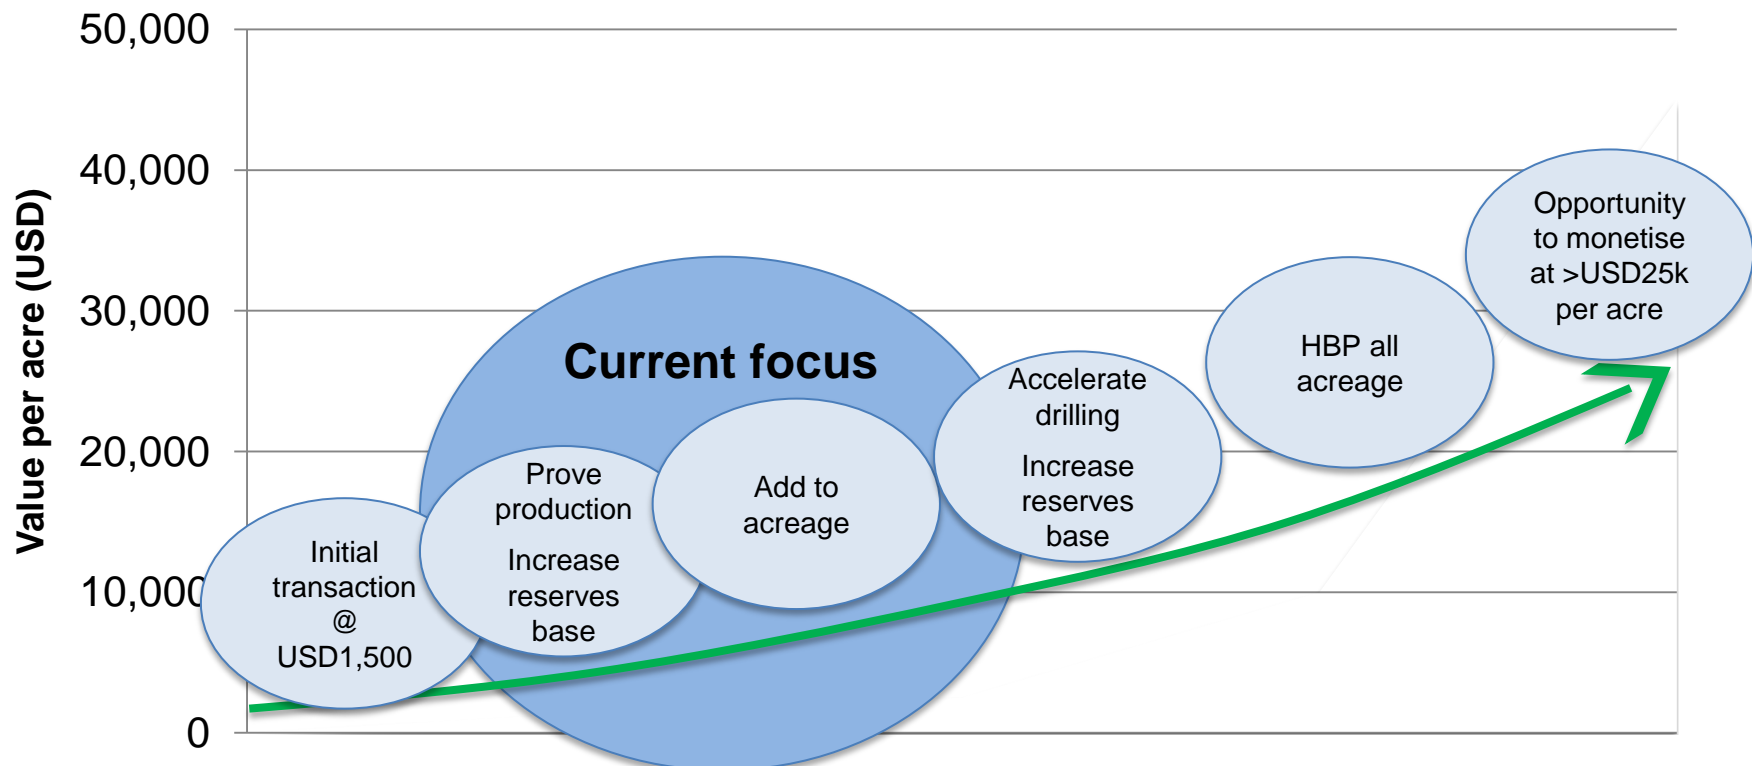 50,000
40,000
30,000
20,000
10,000
0
Value per acre (USD)
Current focus
Initial
transaction
@
USD1,500
Prove
production
Increase
reserves
base
Add to
acreage
Accelerate
drilling
Increase
reserves
base
HBP all
acreage
Opportunity
to monetise
at >USD25k
per acre